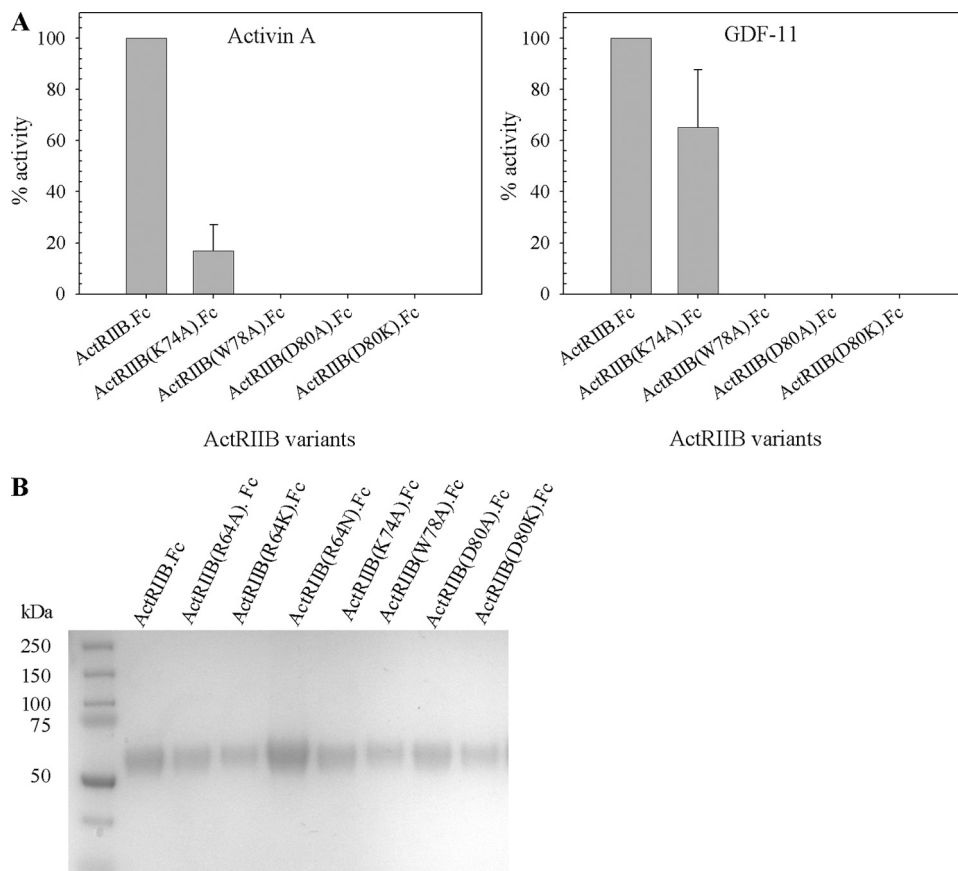 A
Activin A
100
80
60
40
20
0
% activity
ActRIIB.Fc
ActRIIB(K74A).Fc
ActRIIB(W78A).Fc
ActRIIB(D80A).Fc
ActRIIB(D80K).Fc
ActRIIB variants
GDF-11
100
80
60
40
20
0
% activity
ActRIIB.Fc
ActRIIB(K74A).Fc
ActRIIB(W78A).Fc
ActRIIB(D80A).Fc
ActRIIB(D80K).Fc
ActRIIB variants
B
ActRIIB.Fc
ActRIIB(R64A). Fc
ActRIIB(R64K).Fc
ActRIIB(R64N).Fc
ActRIIB(K74A).Fc
ActRIIB(W78A).Fc
ActRIIB(D80A).Fc
ActRIIB(D80K).Fc
kDa
250
150
100
75
50